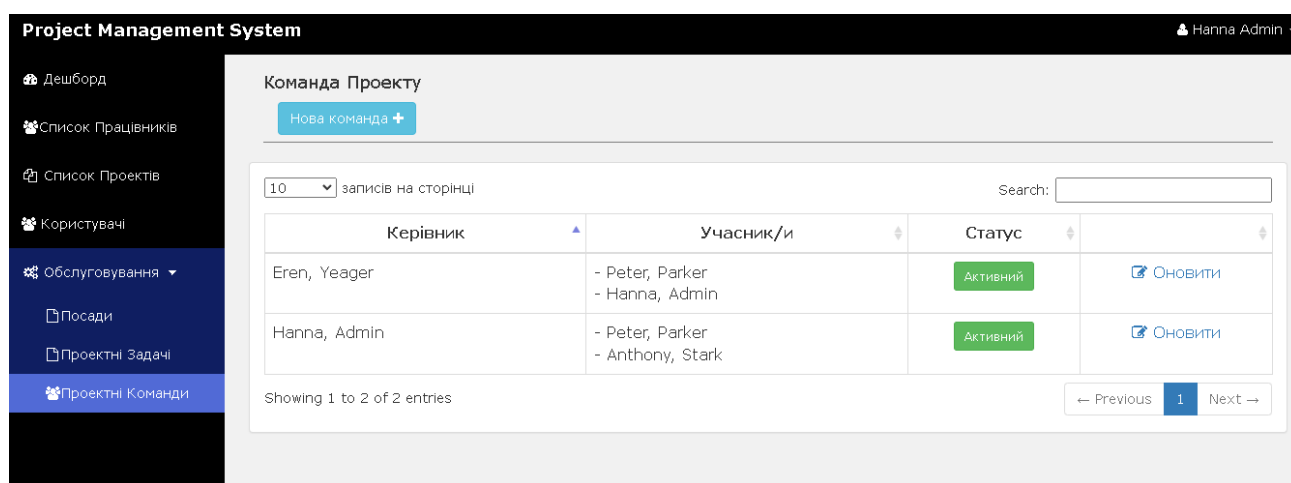 Project Management System
Hanna Admin
Дешборд
Список Працівників
Список Проектів
Користувачі
Обслуговування
Посади
Проектні Задачі
Проектні Команди
Команда Проекту
Нова команда +
10 записів на сторінці
Search:
Керівник Учасник/и Статус
Eren, Yeager - Peter, Parker Активний Оновити
- Hanna, Admin
Hanna, Admin - Peter, Parker Активний Оновити
- Anthony, Stark
Showing 1 to 2 of 2 entries
← Previous 1 Next →